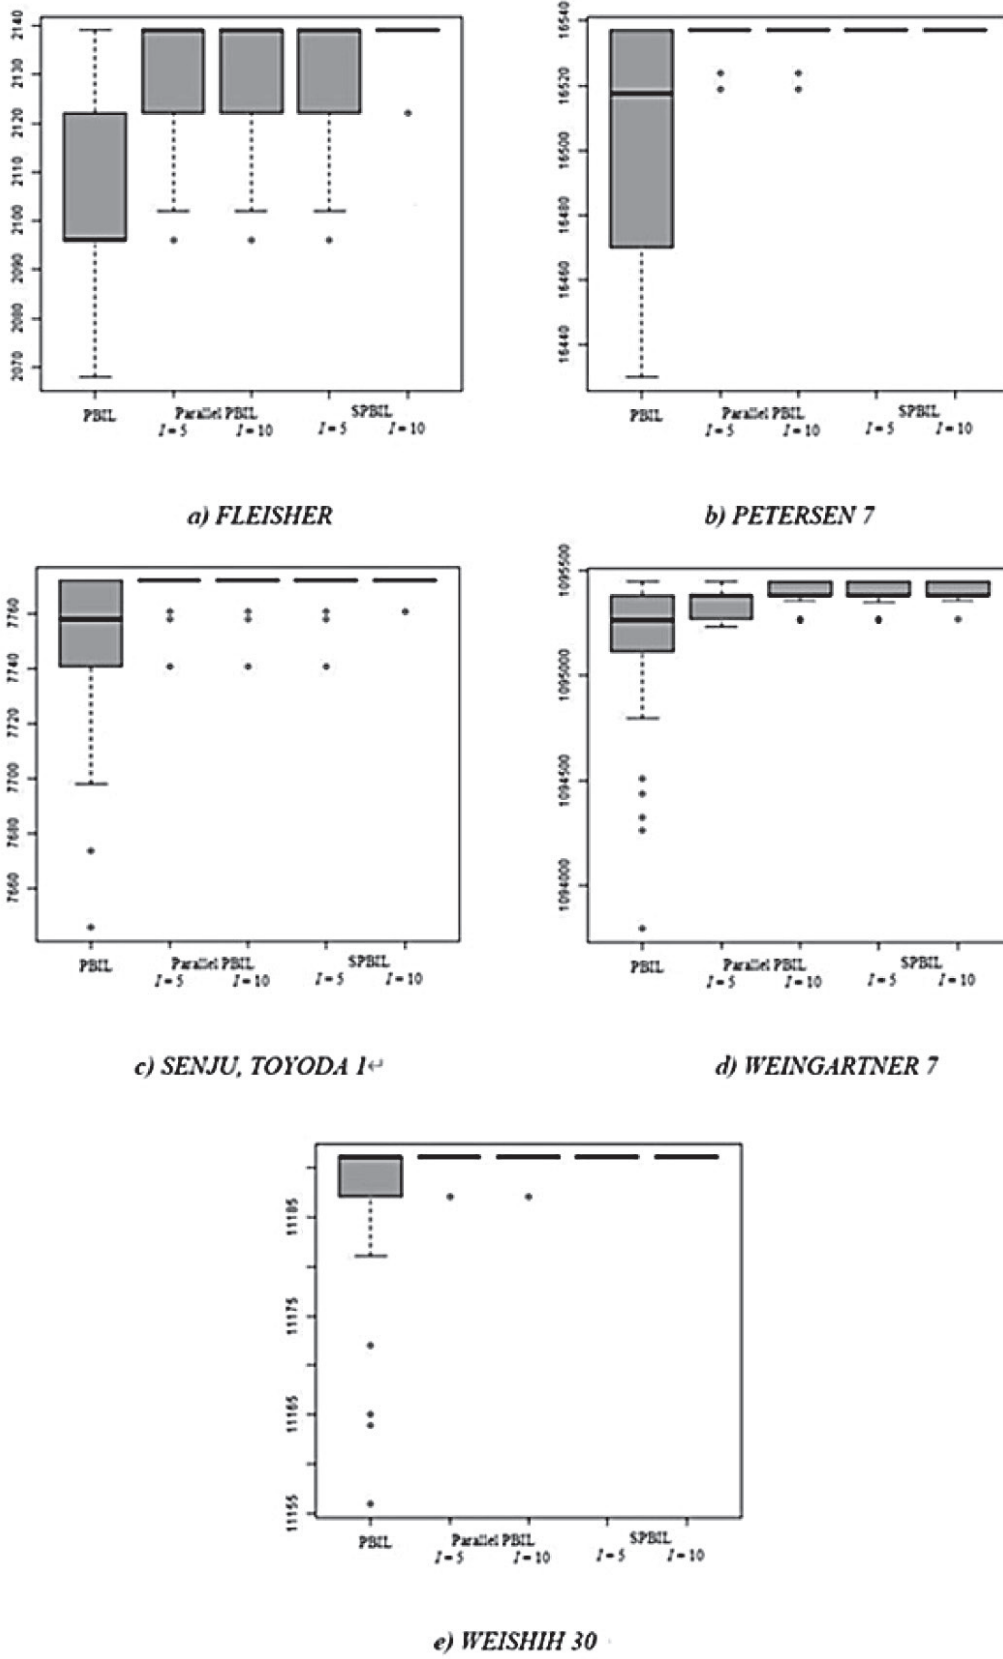 2140
2130
2120
2110
2100
2090
2080
2070
PBIL Parallel PBIL SPBIL
I = 5 I = 10 I = 5 I = 10
a) FLEISHER
16540
16520
16500
16480
16460
16440
PBIL Parallel PBIL SPBIL
I = 5 I = 10 I = 5 I = 10
b) PETERSEN 7
7760
7740
7720
7700
7680
7660
PBIL Parallel PBIL SPBIL
I = 5 I = 10 I = 5 I = 10
c) SENJU, TOYODA 1↵
1095500
1095000
1094500
1094000
PBIL Parallel PBIL SPBIL
I = 5 I = 10 I = 5 I = 10
d) WEINGARTNER 7
11185
11175
11165
11155
PBIL Parallel PBIL SPBIL
I = 5 I = 10 I = 5 I = 10
e) WEISHIH 30